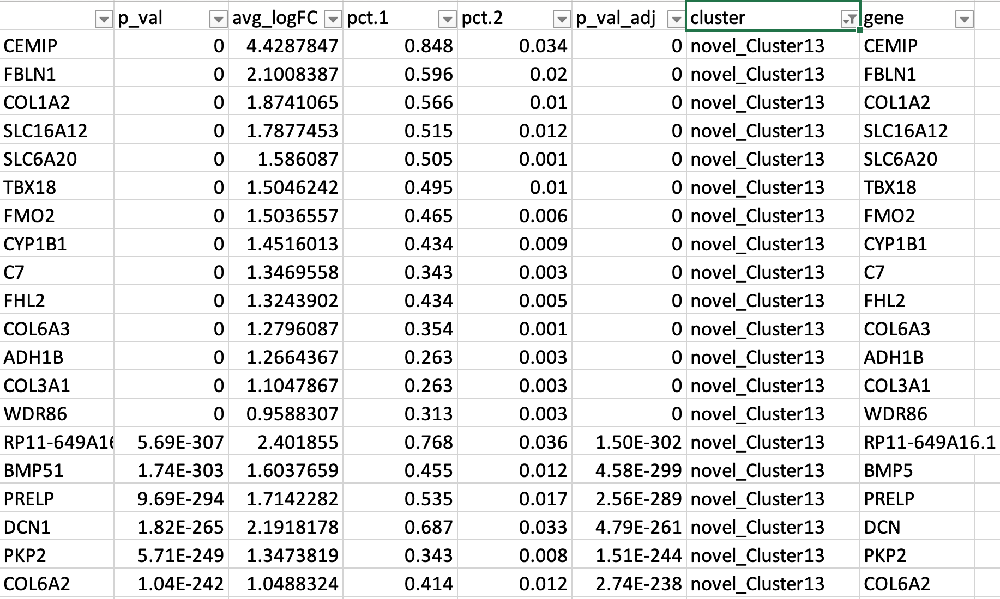 p_val avg_logFC pct.1 pct.2 p_val_adj cluster gene
CEMIP 0 4.4287847 0.848 0.034 0 novel_Cluster13 CEMIP
FBLN1 0 2.1008387 0.596 0.02 0 novel_Cluster13 FBLN1
COL1A2 0 1.8741065 0.566 0.01 0 novel_Cluster13 COL1A2
SLC16A12 0 1.7877453 0.515 0.012 0 novel_Cluster13 SLC16A12
SLC6A20 0 1.586087 0.505 0.001 0 novel_Cluster13 SLC6A20
TBX18 0 1.5046242 0.495 0.01 0 novel_Cluster13 TBX18
FMO2 0 1.5036557 0.465 0.006 0 novel_Cluster13 FMO2
CYP1B1 0 1.4516013 0.434 0.009 0 novel_Cluster13 CYP1B1
C7 0 1.3469558 0.343 0.003 0 novel_Cluster13 C7
FHL2 0 1.3243902 0.434 0.005 0 novel_Cluster13 FHL2
COL6A3 0 1.2796087 0.354 0.001 0 novel_Cluster13 COL6A3
ADH1B 0 1.2664367 0.263 0.003 0 novel_Cluster13 ADH1B
COL3A1 0 1.1047867 0.263 0.003 0 novel_Cluster13 COL3A1
WDR86 0 0.9588307 0.313 0.003 0 novel_Cluster13 WDR86
RP11-649A16 5.69E-307 2.401855 0.768 0.036 1.50E-302 novel_Cluster13 RP11-649A16.1
BMP51 1.74E-303 1.6037659 0.455 0.012 4.58E-299 novel_Cluster13 BMP5
PRELP 9.69E-294 1.7142282 0.535 0.017 2.56E-289 novel_Cluster13 PRELP
DCN1 1.82E-265 2.1918178 0.687 0.033 4.79E-261 novel_Cluster13 DCN
PKP2 5.71E-249 1.3473819 0.343 0.008 1.51E-244 novel_Cluster13 PKP2
COL6A2 1.04E-242 1.0488324 0.414 0.012 2.74E-238 novel_Cluster13 COL6A2